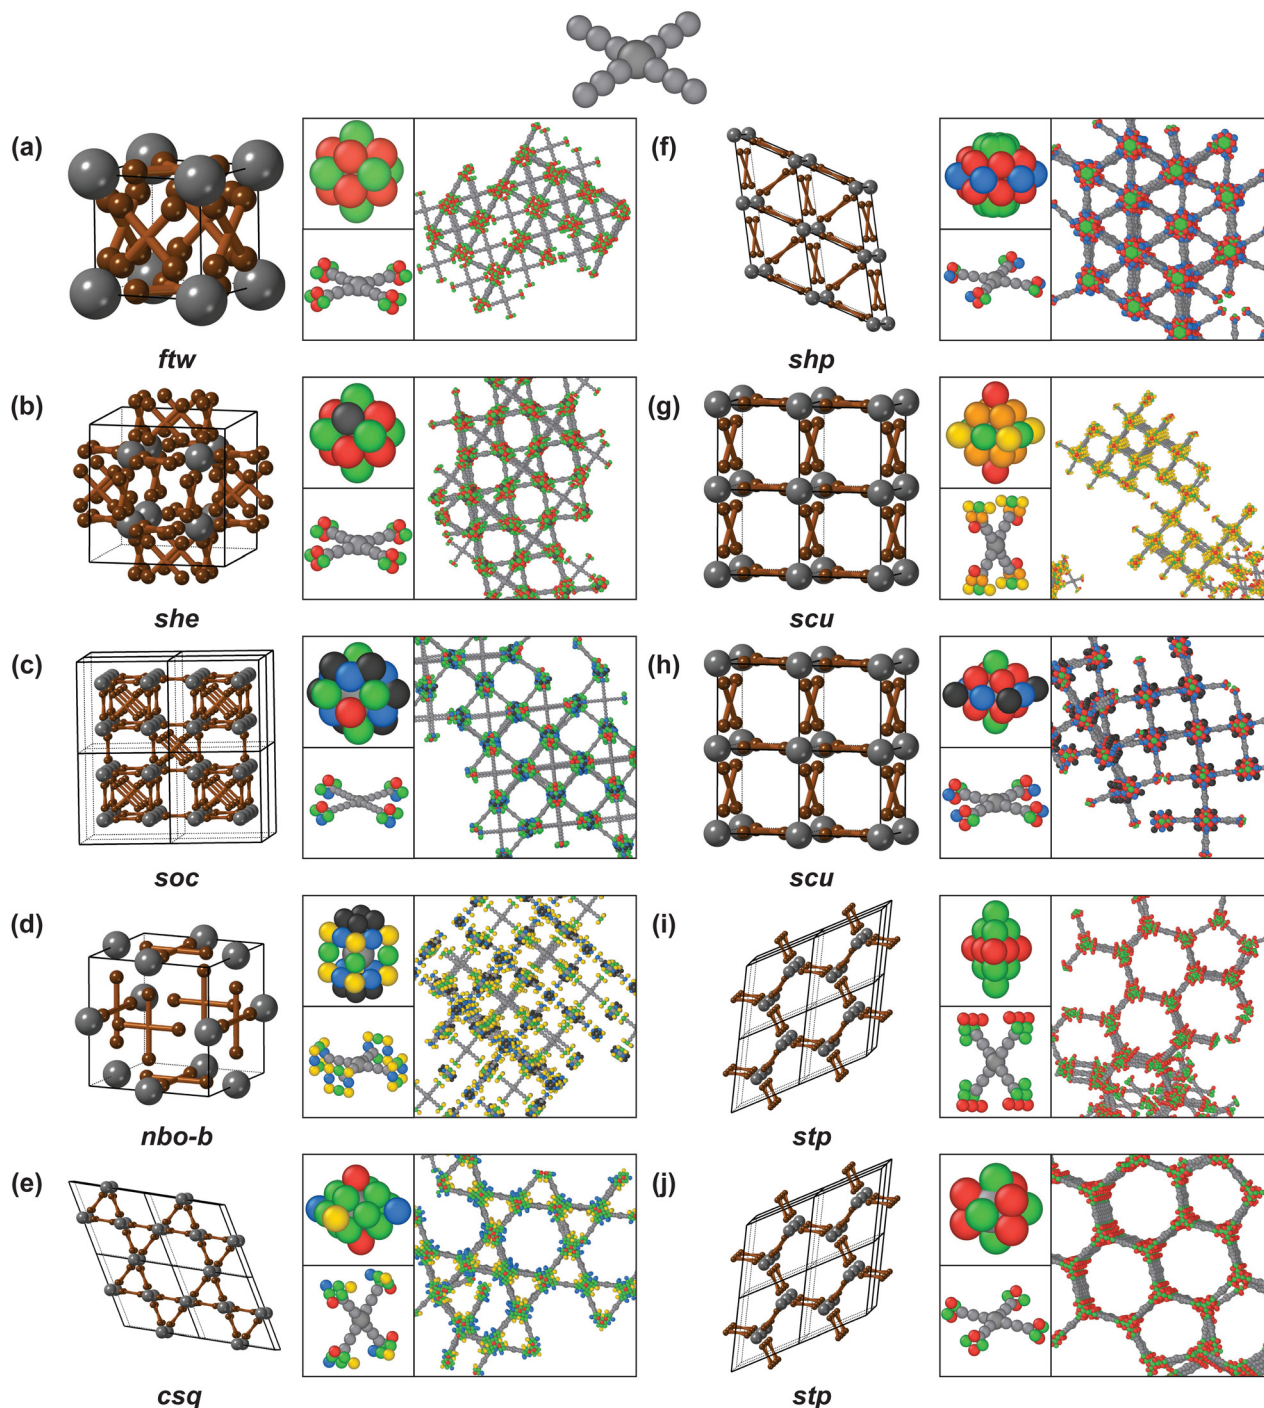 (a)
ftw
(b)
she
(c)
soc
(d)
nbo-b
(e)
csq
(f)
shp
(g)
scu
(h)
scu
(i)
stp
(j)
stp